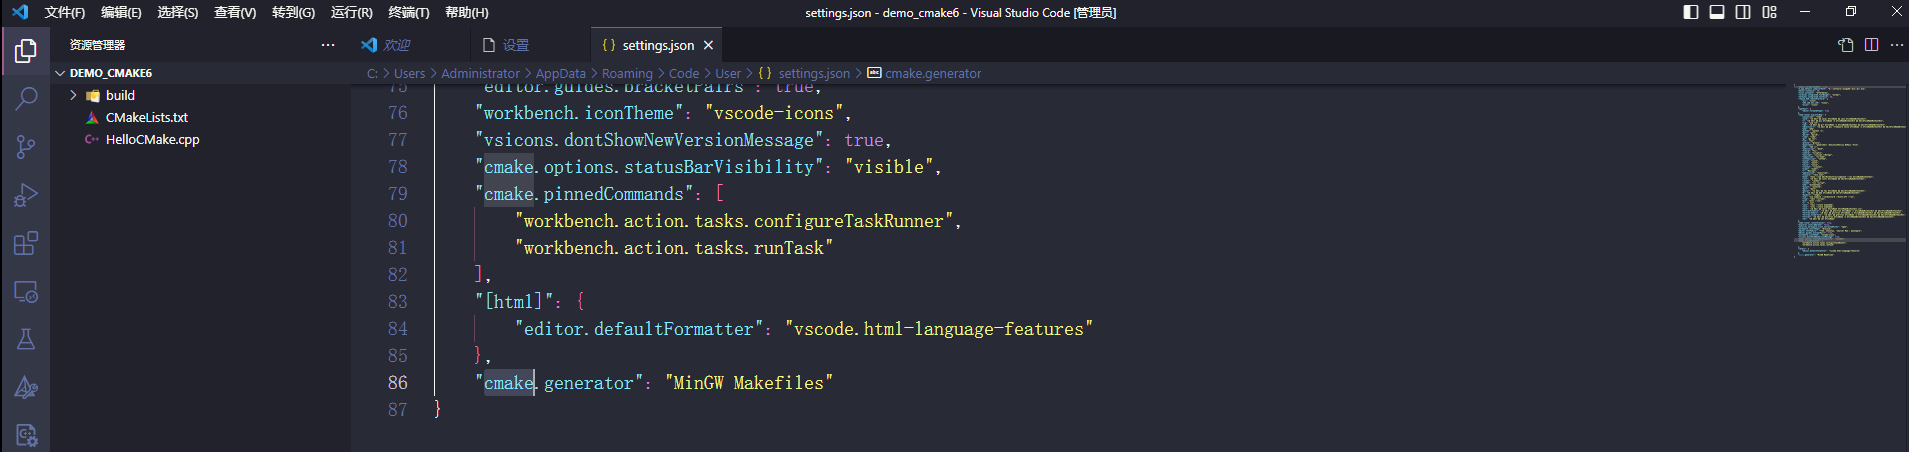 文件(F) 编辑(E) 选择(S) 查看(V) 转到(G) 运行(R) 终端(T) 帮助(H) settings.json - demo_cmake6 - Visual Studio Code [管理员]
资源管理器 ··· 欢迎 设置 {} settings.json ···
DEMO_CMAKE6
C: > Users > Administrator > AppData > Roaming > Code > User > {} settings.json > abc cmake.generator
build
CMakeLists.txt
HelloCMake.cpp
75 "editor.guides.bracketPairs": true,
76 "workbench.iconTheme": "vscode-icons",
77 "vsicons.dontShowNewVersionMessage": true,
78 "cmake.options.statusBarVisibility": "visible",
79 "cmake.pinnedCommands": [
80 "workbench.action.tasks.configureTaskRunner",
81 "workbench.action.tasks.runTask"
82 ],
83 "[html]": {
84 "editor.defaultFormatter": "vscode.html-language-features"
85 },
86 "cmake.generator": "MinGW Makefiles"
87 }